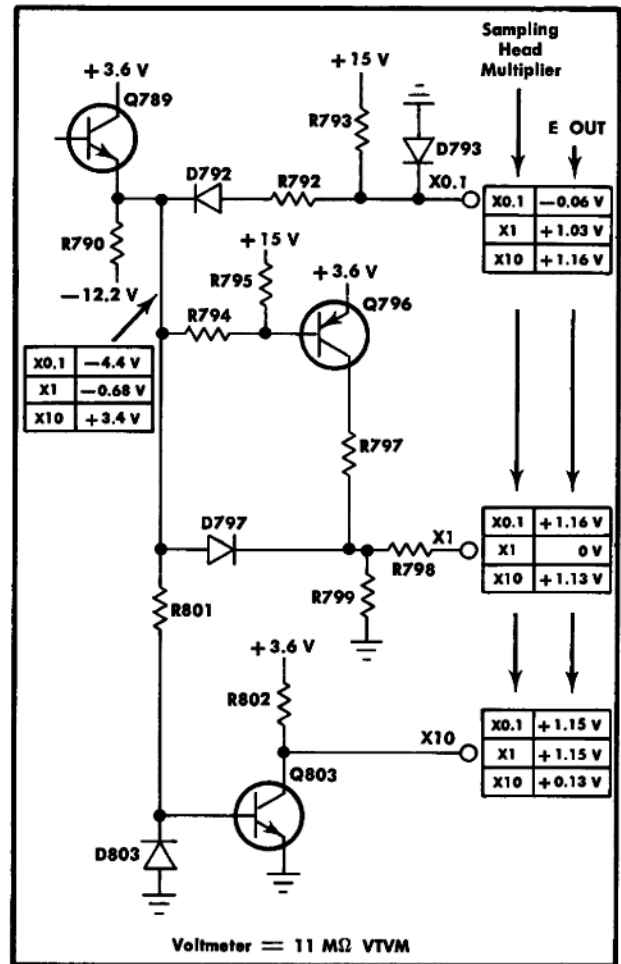 Sampling
Head
Multiplier
E OUT
+3.6 V
Q789
+15 V
R793
D793
D792
R792
X0.1
X0.1 −0.06 V
X1 +1.03 V
X10 +1.16 V
R790
−12.2 V
+15 V
R795
+3.6 V
Q796
R794
X0.1 −4.4 V
X1 −0.68 V
X10 +3.4 V
R797
D797
X1
R798
R799
X0.1 +1.16 V
X1 0 V
X10 +1.13 V
R801
+3.6 V
R802
X10
Q803
X0.1 +1.15 V
X1 +1.15 V
X10 +0.13 V
D803
Voltmeter = 11 MΩ VTVM